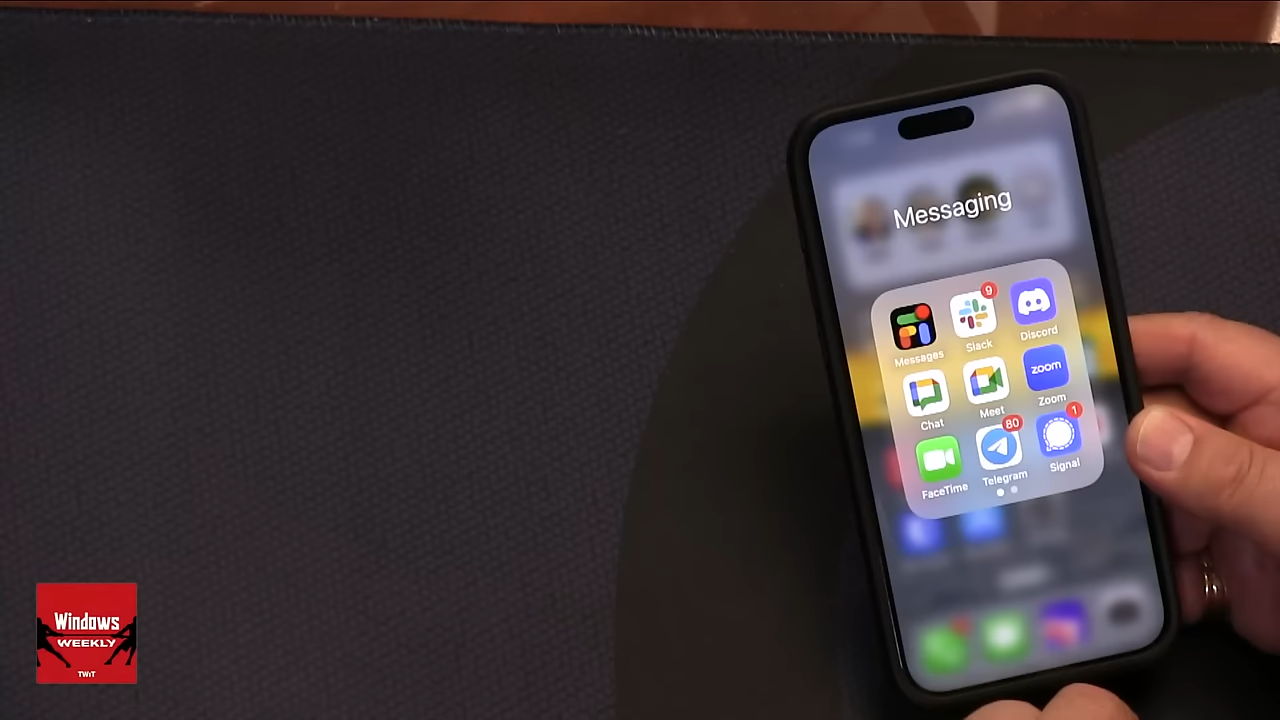 Messaging
9
Messages
Slack
Discord
zoom
Chat
Meet
Zoom
80
1
FaceTime
Telegram
Signal
Windows
WEEKLY
TWiT